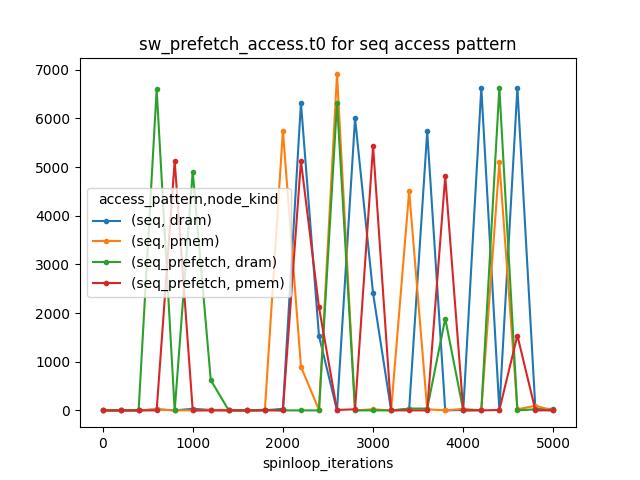 sw_prefetch_access.t0 for seq access pattern
7000
6000
5000
4000
3000
2000
1000
0
access_pattern,node_kind
(seq, dram)
(seq, pmem)
(seq_prefetch, dram)
(seq_prefetch, pmem)
0 1000 2000 3000 4000 5000
spinloop_iterations